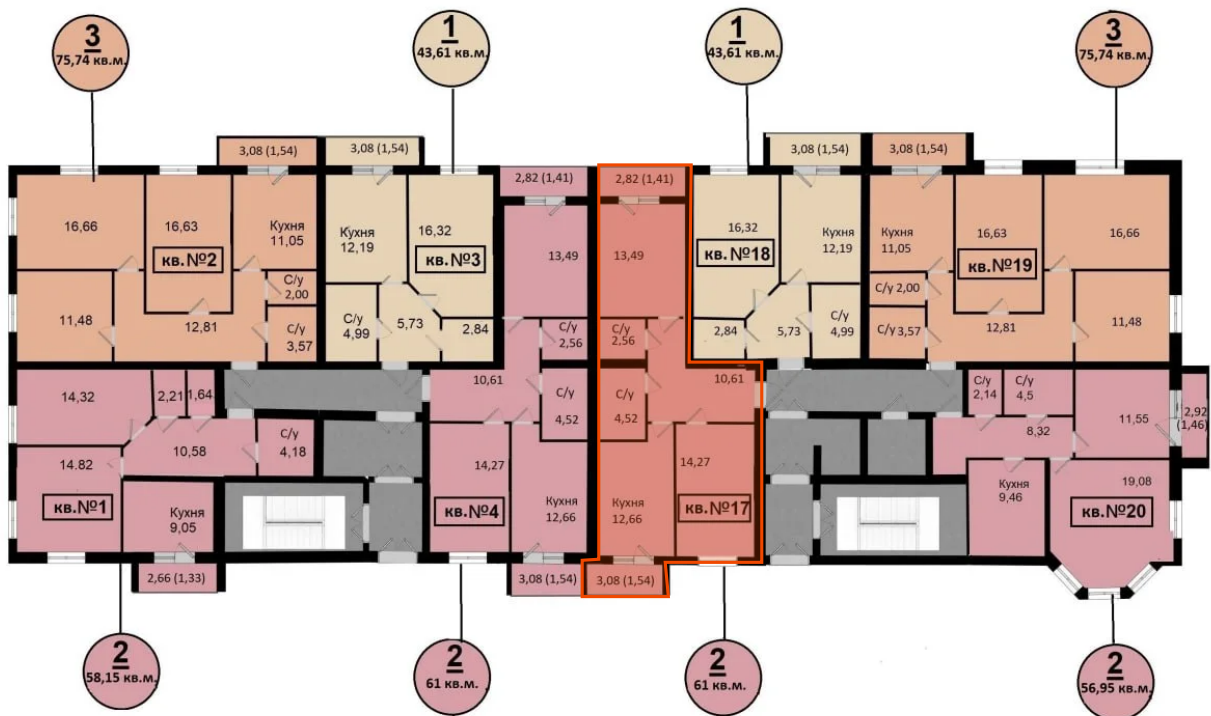 3
75,74 кв.м.
1
43,61 кв.м.
1
43,61 кв.м.
3
75,74 кв.м.
3,08 (1,54)
3,08 (1,54)
2,82 (1,41)
2,82 (1,41)
3,08 (1,54)
3,08 (1,54)
16,66
16,63
Кухня
11,05
кв.№2
С/у
2,00
11,48
12,81
С/у
3,57
Кухня
12,19
16,32
кв.№3
С/у
4,99
5,73
2,84
13,49
С/у
2,56
13,49
С/у
2,56
16,32
Кухня
12,19
кв.№18
2,84
5,73
С/у
4,99
Кухня
11,05
16,63
16,66
кв.№19
С/у 2,00
С/у 3,57
12,81
11,48
14,32
2,21
1,64
10,58
С/у
4,18
14.82
кв.№1
Кухня
9,05
2,66 (1,33)
10,61
С/у
4,52
14,27
кв.№4
Кухня
12,66
3,08 (1,54)
10,61
С/у
4,52
14,27
Кухня
12,66
кв.№17
3,08 (1,54)
С/у
2,14
С/у
4,5
11,55
2,92
(1,46)
8,32
Кухня
9,46
19,08
кв.№20
2
58,15 кв.м.
2
61 кв.м.
2
61 кв.м.
2
56,95 кв.м.